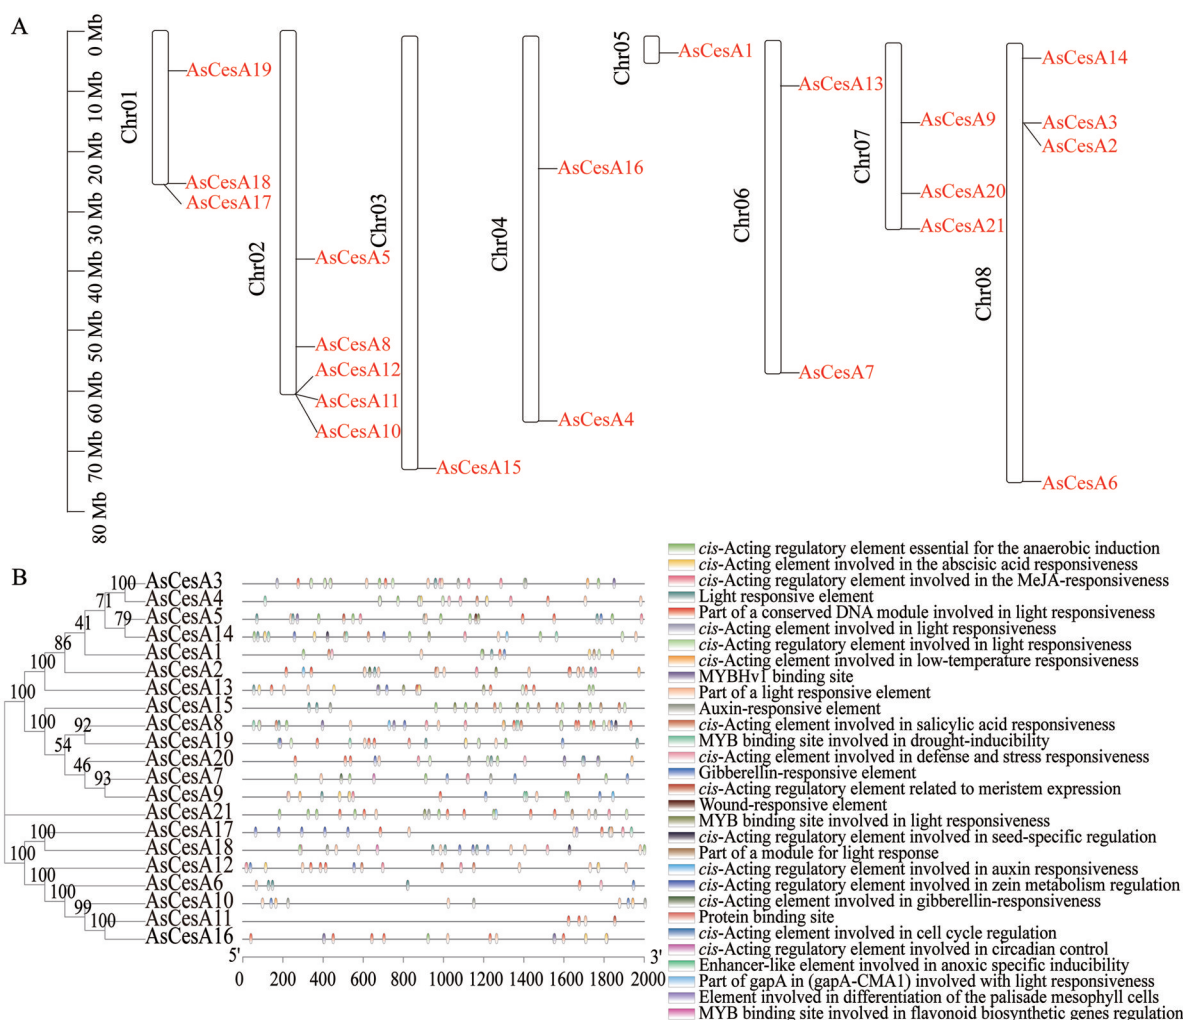 A
0 Mb
10 Mb
20 Mb
30 Mb
40 Mb
50 Mb
60 Mb
70 Mb
80 Mb
Chr01
AsCesA19
AsCesA18
AsCesA17
Chr02
AsCesA5
AsCesA8
AsCesA12
AsCesA11
AsCesA10
Chr03
AsCesA15
Chr04
AsCesA16
AsCesA4
Chr05
AsCesA1
Chr06
AsCesA13
AsCesA7
Chr07
AsCesA9
AsCesA20
AsCesA21
Chr08
AsCesA14
AsCesA3
AsCesA2
AsCesA6
B
100
71
79
41
86
100
100
100
92
54
46
93
100
100
100
99
100
AsCesA3
AsCesA4
AsCesA5
AsCesA14
AsCesA1
AsCesA2
AsCesA13
AsCesA15
AsCesA8
AsCesA19
AsCesA20
AsCesA7
AsCesA9
AsCesA21
AsCesA17
AsCesA18
AsCesA12
AsCesA6
AsCesA10
AsCesA11
AsCesA16
5'
3'
0 200 400 600 800 1000 1200 1400 1600 1800 2000
cis-Acting regulatory element essential for the anaerobic induction
cis-Acting element involved in the abscisic acid responsiveness
cis-Acting regulatory element involved in the MeJA-responsiveness
Light responsive element
Part of a conserved DNA module involved in light responsiveness
cis-Acting element involved in light responsiveness
cis-Acting regulatory element involved in light responsiveness
cis-Acting element involved in low-temperature responsiveness
MYBHv1 binding site
Part of a light responsive element
Auxin-responsive element
cis-Acting element involved in salicylic acid responsiveness
MYB binding site involved in drought-inducibility
cis-Acting element involved in defense and stress responsiveness
Gibberellin-responsive element
cis-Acting regulatory element related to meristem expression
Wound-responsive element
MYB binding site involved in light responsiveness
cis-Acting regulatory element involved in seed-specific regulation
Part of a module for light response
cis-Acting regulatory element involved in auxin responsiveness
cis-Acting regulatory element involved in zein metabolism regulation
cis-Acting element involved in gibberellin-responsiveness
Protein binding site
cis-Acting element involved in cell cycle regulation
cis-Acting regulatory element involved in circadian control
Enhancer-like element involved in anoxic specific inducibility
Part of gapA in (gapA-CMA1) involved with light responsiveness
Element involved in differentiation of the palisade mesophyll cells
MYB binding site involved in flavonoid biosynthetic genes regulation